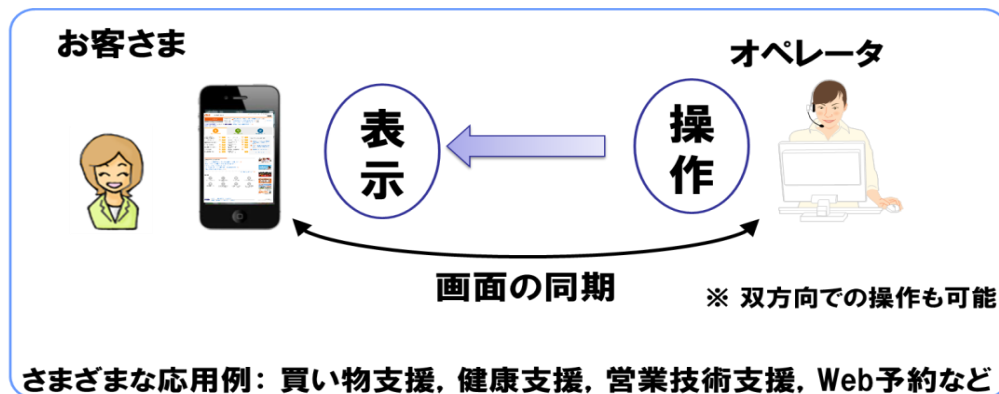 お客さま
オペレータ
表示
操作
画面の同期
※ 双方向での操作も可能
さまざまな応用例: 買い物支援, 健康支援, 営業技術支援, Web予約など